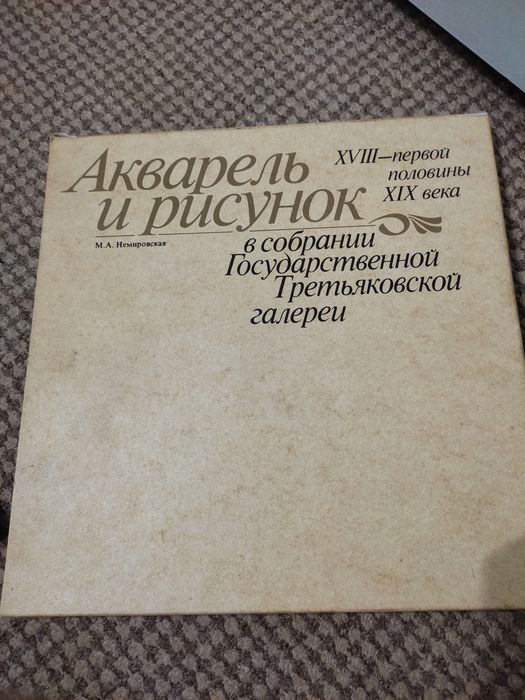 Акварель
и рисунок
XVIII—первой
половины
XIX века
М.А. Немировская
в собрании
Государственной
Третьяковской
галереи